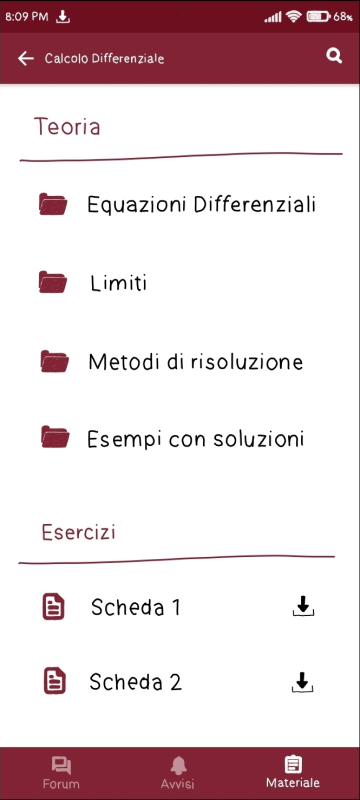 8:09 PM 68%
Calcolo Differenziale
Teoria
Equazioni Differenziali
Limiti
Metodi di risoluzione
Esempi con soluzioni
Esercizi
Scheda 1
Scheda 2
Forum Avvisi Materiale